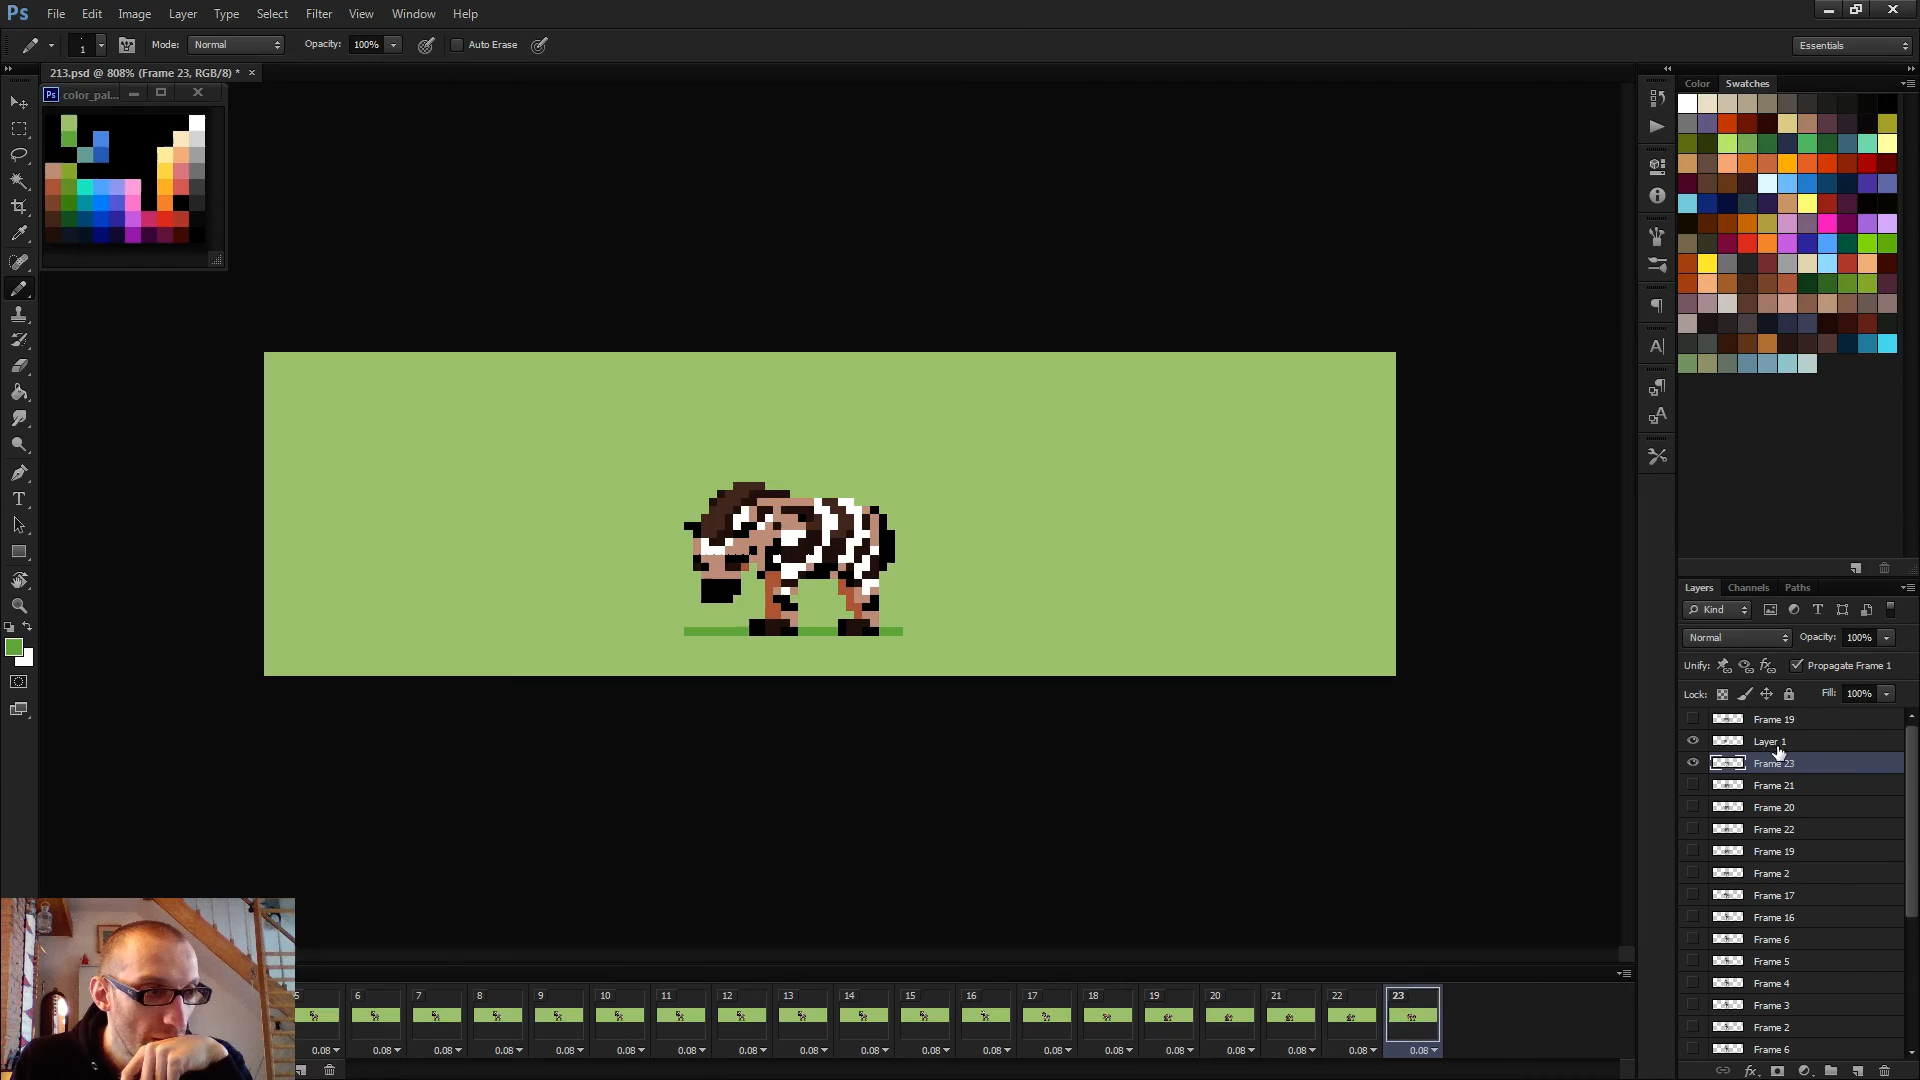 Ps File Edit Image Layer Type Select Filter View Window Help
1 Mode: Normal Opacity: 100% Auto Erase Essentials
213.psd @ 808% (Frame 23, RGB/8) * ×
Ps color_pal...
Color Swatches
Layers Channels Paths
Kind
Normal Opacity: 100%
Unify: Propagate Frame 1
Lock: Fill: 100%
Frame 19
Layer 1
Frame 23
Frame 21
Frame 20
Frame 22
Frame 19
Frame 2
Frame 17
Frame 16
Frame 6
Frame 5
Frame 4
Frame 3
Frame 2
Frame 6
5 6 7 8 9 10 11 12 13 14 15 16 17 18 19 20 21 22 23
0.08 0.08 0.08 0.08 0.08 0.08 0.08 0.08 0.08 0.08 0.08 0.08 0.08 0.08 0.08 0.08 0.08 0.08 0.08